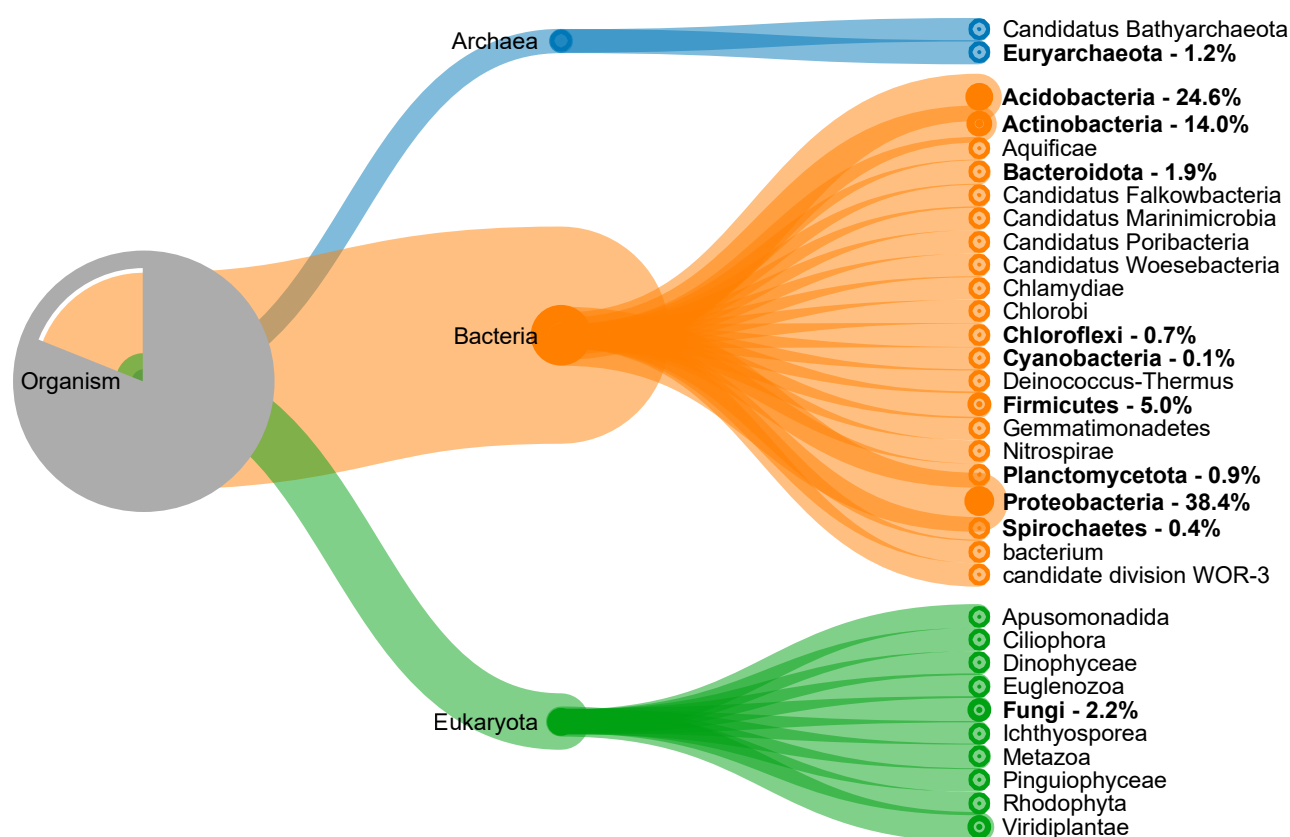 Archaea
Candidatus Bathyarchaeota
Euryarchaeota - 1.2%
Acidobacteria - 24.6%
Actinobacteria - 14.0%
Aquificae
Bacteroidota - 1.9%
Candidatus Falkowbacteria
Candidatus Marinimicrobia
Candidatus Poribacteria
Candidatus Woesebacteria
Chlamydiae
Chlorobi
Bacteria
Chloroflexi - 0.7%
Cyanobacteria - 0.1%
Organism
Deinococcus-Thermus
Firmicutes - 5.0%
Gemmatimonadetes
Nitrospirae
Planctomycetota - 0.9%
Proteobacteria - 38.4%
Spirochaetes - 0.4%
bacterium
candidate division WOR-3
Apusomonadida
Ciliophora
Dinophyceae
Euglenozoa
Fungi - 2.2%
Eukaryota
Ichthyosporea
Metazoa
Pinguiophyceae
Rhodophyta
Viridiplantae